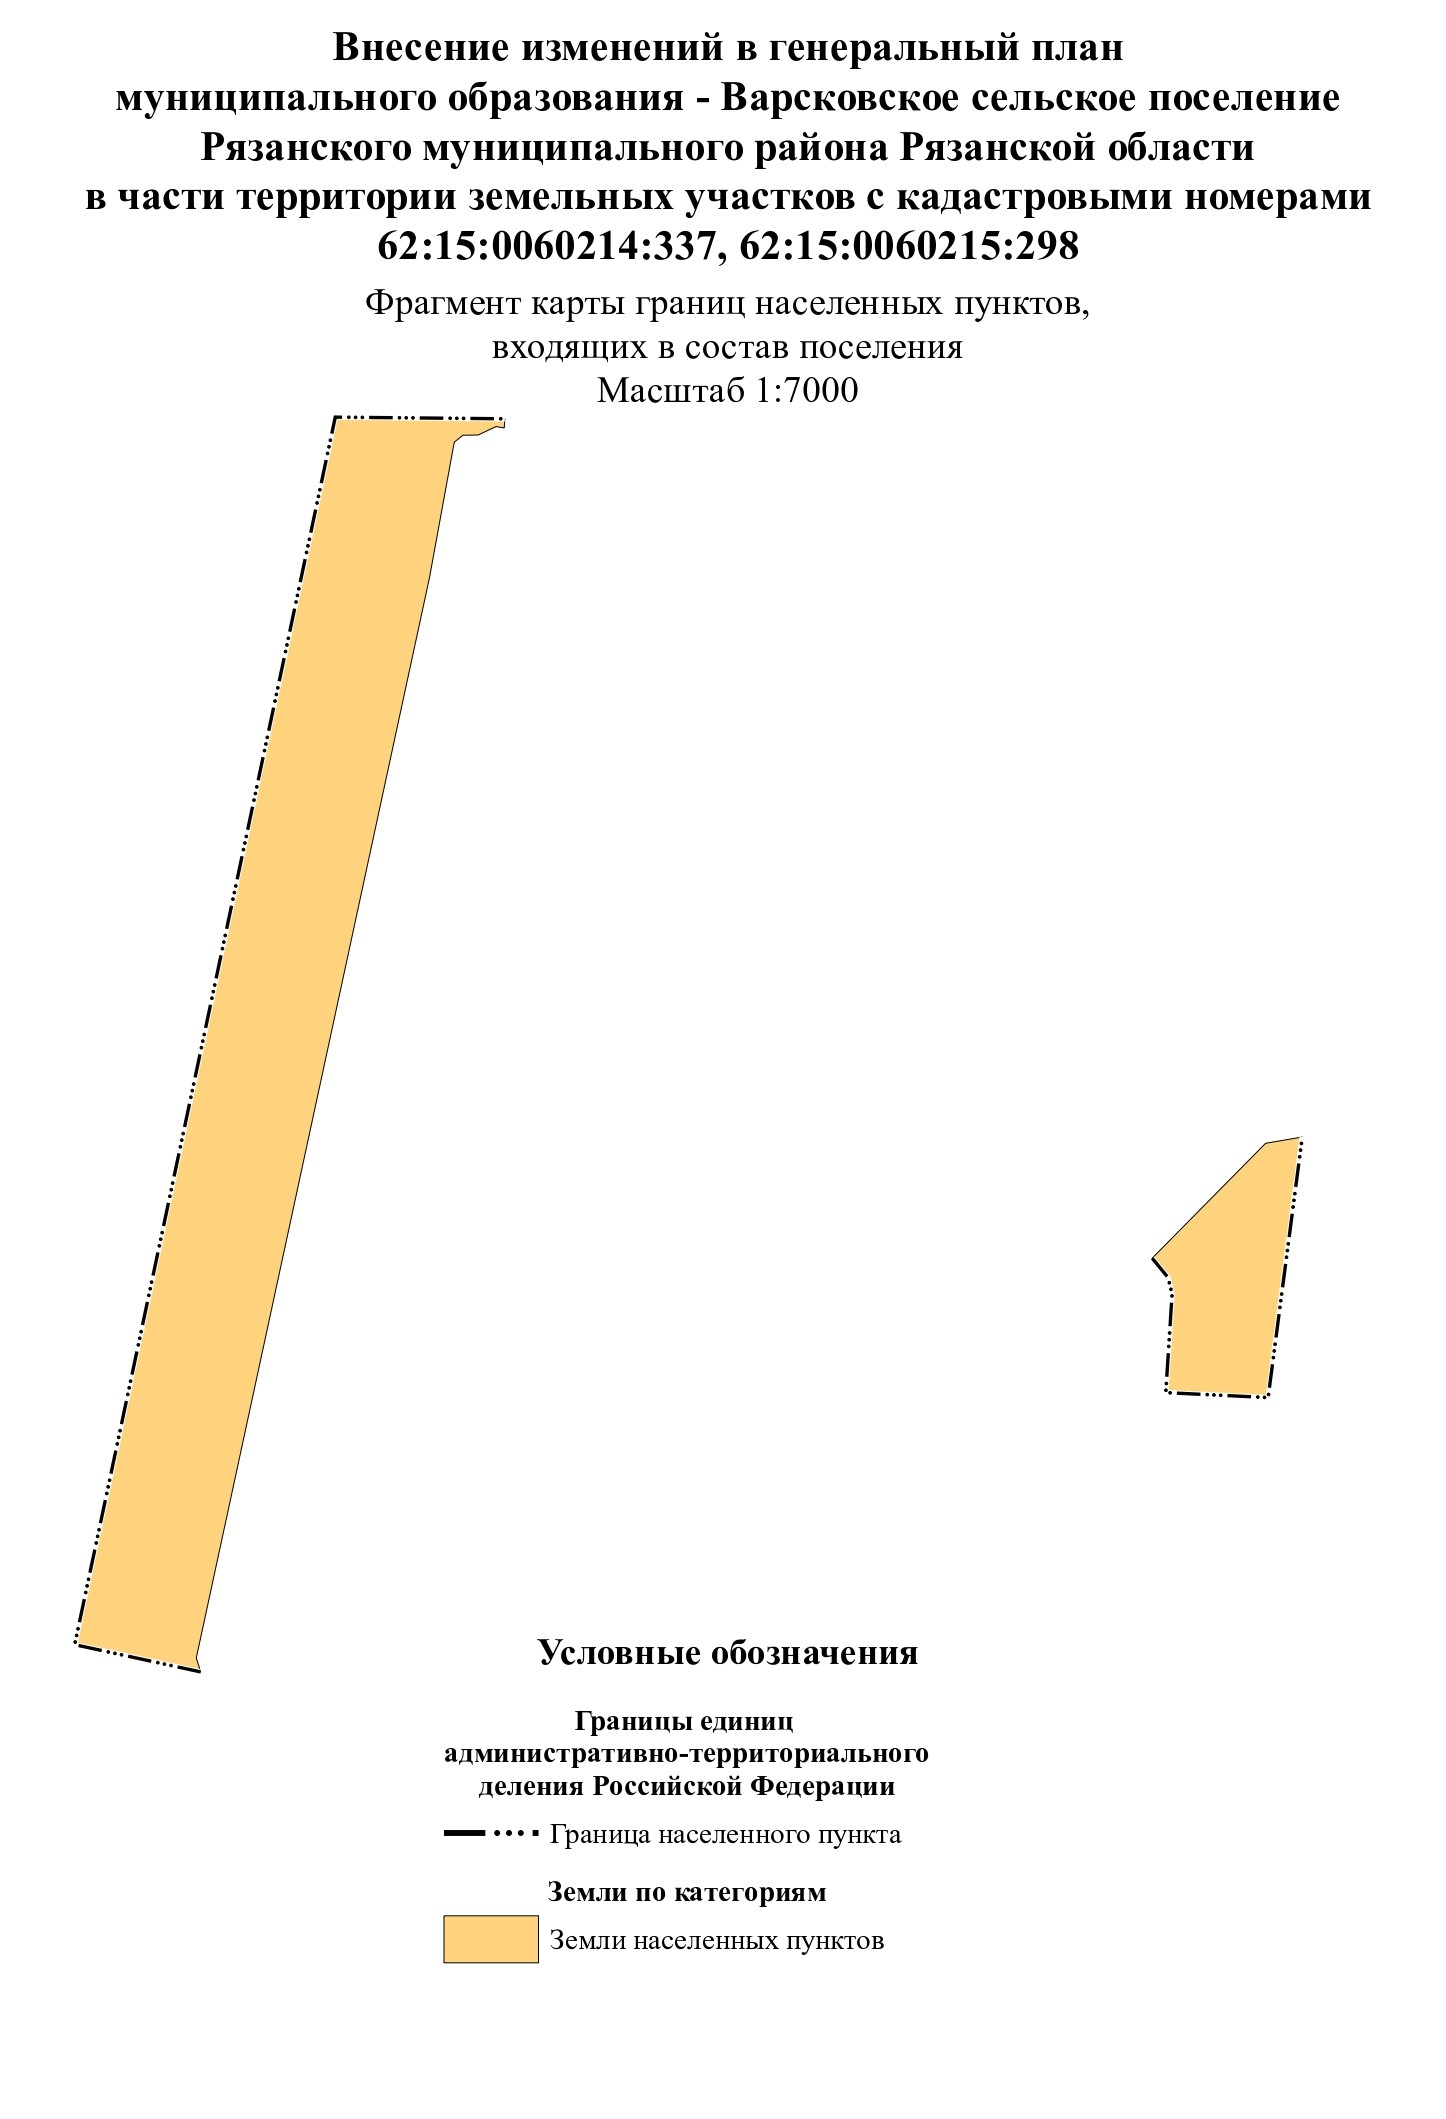 Внесение изменений в генеральный план
муниципального образования - Варсковское сельское поселение
Рязанского муниципального района Рязанской области
в части территории земельных участков с кадастровыми номерами
62:15:0060214:337, 62:15:0060215:298
Фрагмент карты границ населенных пунктов,
входящих в состав поселения
Масштаб 1:7000
Условные обозначения
Границы единиц
административно-территориального
деления Российской Федерации
Граница населенного пункта
Земли по категориям
Земли населенных пунктов